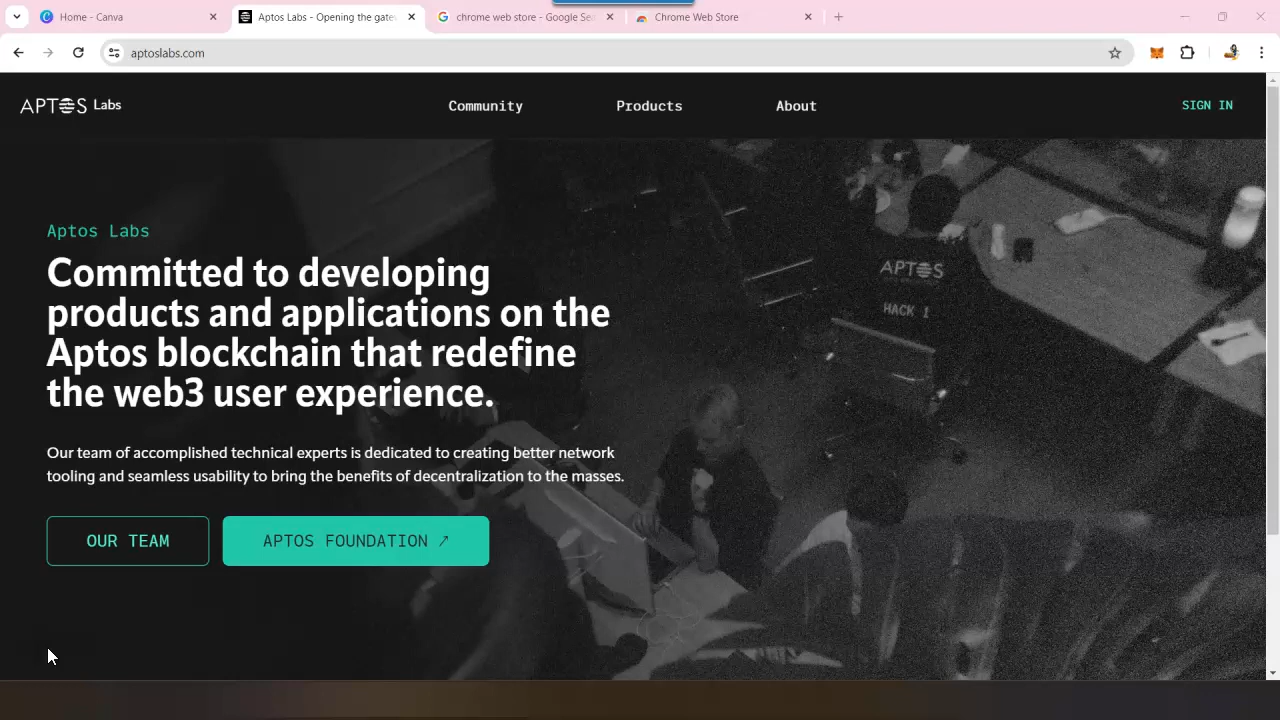 Home - Canva
Aptos Labs - Opening the gate
chrome web store - Google Sea
Chrome Web Store
aptoslabs.com
APTOS Labs
Community
Products
About
SIGN IN
Aptos Labs
Committed to developing
products and applications on the
Aptos blockchain that redefine
the web3 user experience.
Our team of accomplished technical experts is dedicated to creating better network
tooling and seamless usability to bring the benefits of decentralization to the masses.
OUR TEAM
APTOS FOUNDATION ↗
APTOS
HACK